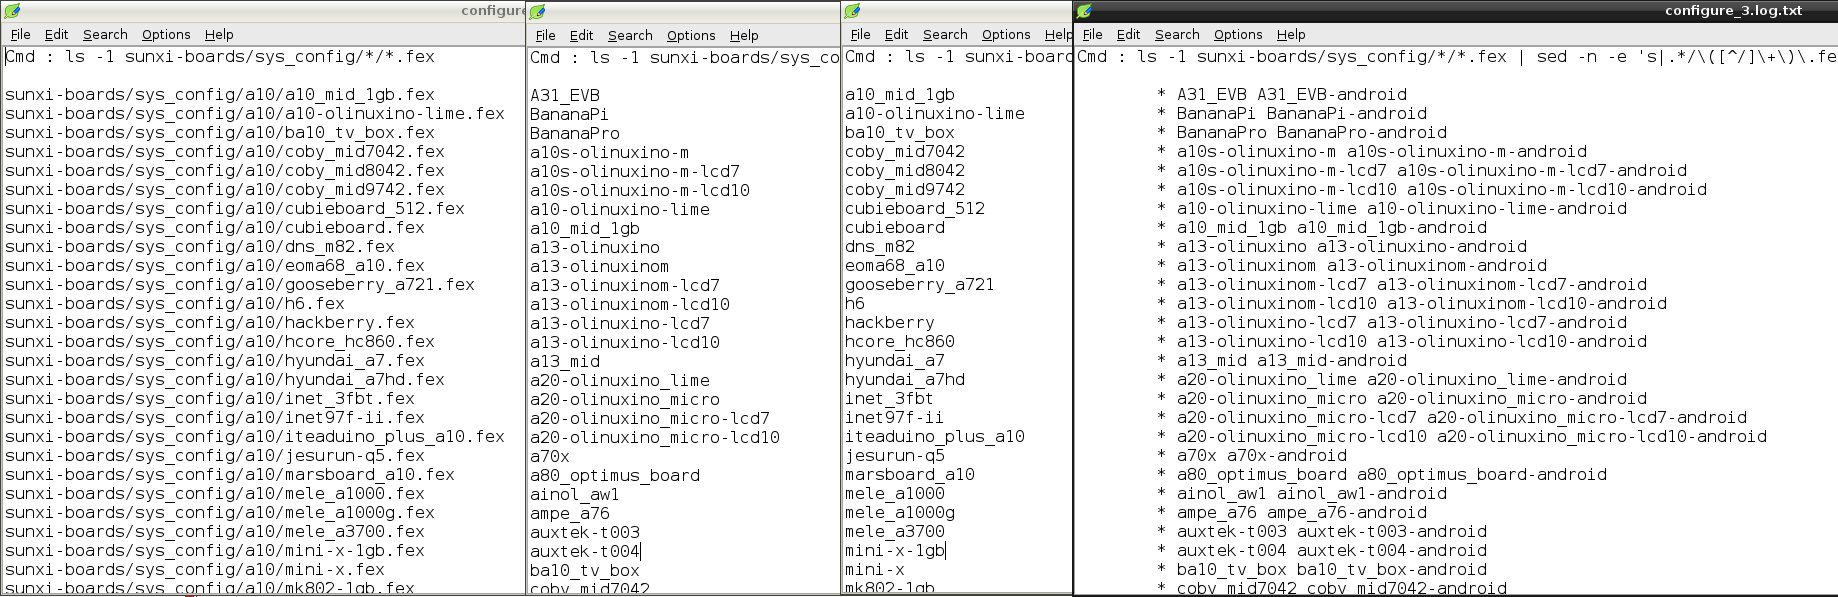 configure
File Edit Search Options Help
Cmd : ls -1 sunxi-boards/sys_config/*/*.fex
sunxi-boards/sys_config/a10/a10_mid_1gb.fex
sunxi-boards/sys_config/a10/a10-olinuxino-lime.fex
sunxi-boards/sys_config/a10/ba10_tv_box.fex
sunxi-boards/sys_config/a10/coby_mid7042.fex
sunxi-boards/sys_config/a10/coby_mid8042.fex
sunxi-boards/sys_config/a10/coby_mid9742.fex
sunxi-boards/sys_config/a10/cubieboard_512.fex
sunxi-boards/sys_config/a10/cubieboard.fex
sunxi-boards/sys_config/a10/dns_m82.fex
sunxi-boards/sys_config/a10/eoma68_a10.fex
sunxi-boards/sys_config/a10/gooseberry_a721.fex
sunxi-boards/sys_config/a10/h6.fex
sunxi-boards/sys_config/a10/hackberry.fex
sunxi-boards/sys_config/a10/hcore_hc860.fex
sunxi-boards/sys_config/a10/hyundai_a7.fex
sunxi-boards/sys_config/a10/hyundai_a7hd.fex
sunxi-boards/sys_config/a10/inet_3fbt.fex
sunxi-boards/sys_config/a10/inet97f-ii.fex
sunxi-boards/sys_config/a10/iteaduino_plus_a10.fex
sunxi-boards/sys_config/a10/jesurun-q5.fex
sunxi-boards/sys_config/a10/marsboard_a10.fex
sunxi-boards/sys_config/a10/mele_a1000.fex
sunxi-boards/sys_config/a10/mele_a1000g.fex
sunxi-boards/sys_config/a10/mele_a3700.fex
sunxi-boards/sys_config/a10/mini-x-1gb.fex
sunxi-boards/sys_config/a10/mini-x.fex
sunxi-boards/sys_config/a10/mk802-1gb.fex
File Edit Search Options Help
Cmd : ls -1 sunxi-boards/sys_co
A31_EVB
BananaPi
BananaPro
a10s-olinuxino-m
a10s-olinuxino-m-lcd7
a10s-olinuxino-m-lcd10
a10-olinuxino-lime
a10_mid_1gb
a13-olinuxino
a13-olinuxinom
a13-olinuxinom-lcd7
a13-olinuxinom-lcd10
a13-olinuxino-lcd7
a13-olinuxino-lcd10
a13_mid
a20-olinuxino_lime
a20-olinuxino_micro
a20-olinuxino_micro-lcd7
a20-olinuxino_micro-lcd10
a70x
a80_optimus_board
ainol_aw1
ampe_a76
auxtek-t003
auxtek-t004
ba10_tv_box
coby_mid7042
File Edit Search Options Help
Cmd : ls -1 sunxi-board
a10_mid_1gb
a10-olinuxino-lime
ba10_tv_box
coby_mid7042
coby_mid8042
coby_mid9742
cubieboard_512
cubieboard
dns_m82
eoma68_a10
gooseberry_a721
h6
hackberry
hcore_hc860
hyundai_a7
hyundai_a7hd
inet_3fbt
inet97f-ii
iteaduino_plus_a10
jesurun-q5
marsboard_a10
mele_a1000
mele_a1000g
mele_a3700
mini-x-1gb
mini-x
mk802-1gb
configure_3.log.txt
File Edit Search Options Help
Cmd : ls -1 sunxi-boards/sys_config/*/*.fex | sed -n -e 's|.*/\([^/]\+\)\.fe
* A31_EVB A31_EVB-android
* BananaPi BananaPi-android
* BananaPro BananaPro-android
* a10s-olinuxino-m a10s-olinuxino-m-android
* a10s-olinuxino-m-lcd7 a10s-olinuxino-m-lcd7-android
* a10s-olinuxino-m-lcd10 a10s-olinuxino-m-lcd10-android
* a10-olinuxino-lime a10-olinuxino-lime-android
* a10_mid_1gb a10_mid_1gb-android
* a13-olinuxino a13-olinuxino-android
* a13-olinuxinom a13-olinuxinom-android
* a13-olinuxinom-lcd7 a13-olinuxinom-lcd7-android
* a13-olinuxinom-lcd10 a13-olinuxinom-lcd10-android
* a13-olinuxino-lcd7 a13-olinuxino-lcd7-android
* a13-olinuxino-lcd10 a13-olinuxino-lcd10-android
* a13_mid a13_mid-android
* a20-olinuxino_lime a20-olinuxino_lime-android
* a20-olinuxino_micro a20-olinuxino_micro-android
* a20-olinuxino_micro-lcd7 a20-olinuxino_micro-lcd7-android
* a20-olinuxino_micro-lcd10 a20-olinuxino_micro-lcd10-android
* a70x a70x-android
* a80_optimus_board a80_optimus_board-android
* ainol_aw1 ainol_aw1-android
* ampe_a76 ampe_a76-android
* auxtek-t003 auxtek-t003-android
* auxtek-t004 auxtek-t004-android
* ba10_tv_box ba10_tv_box-android
* coby_mid7042 coby_mid7042-android